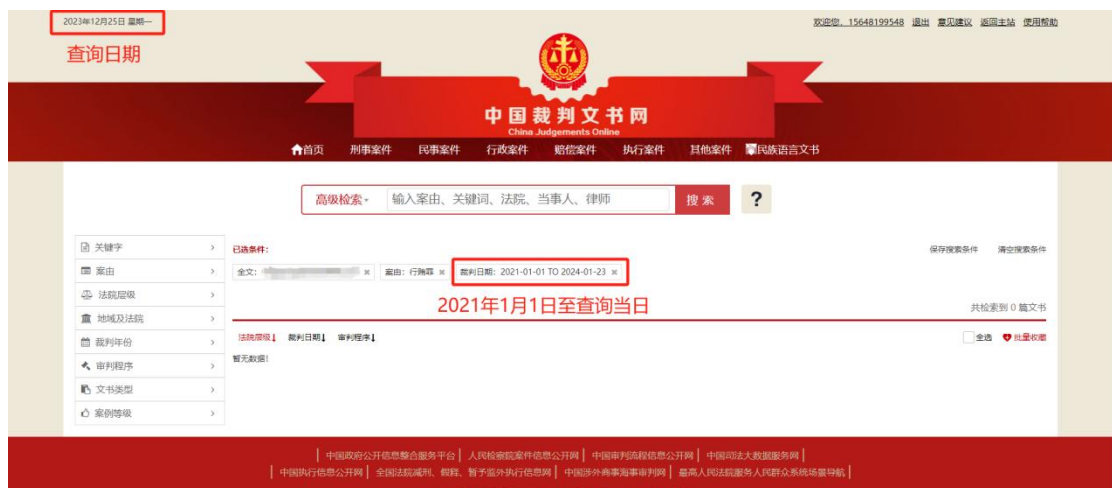 2023年12月25日 星期一
欢迎您，15648199548 退出 意见建议 返回主站 使用帮助
查询日期
中国裁判文书网
China Judgements Online
首页 刑事案件 民事案件 行政案件 赔偿案件 执行案件 其他案件 民族语言文书
高级检索 输入案由、关键词、法院、当事人、律师 搜索 ?
关键字
案由
法院层级
地域及法院
裁判年份
审判程序
文书类型
案例等级
已选条件：
保存搜索条件 清空搜索条件
全文：
案由：行贿罪 × 裁判日期：2021-01-01 TO 2024-01-23 ×
2021年1月1日至查询当日
共检索到 0 篇文书
法院层级 裁判日期 审判程序
全选 批量收藏
暂无数据!
中国政府公开信息整合服务平台 | 人民检察院案件信息公开网 | 中国审判流程信息公开网 | 中国司法大数据服务网 |
中国执行信息公开网 | 全国法院减刑、假释、暂予监外执行信息网 | 中国涉外商事海事审判网 | 最高人民法院服务人民群众系统场景导航 |